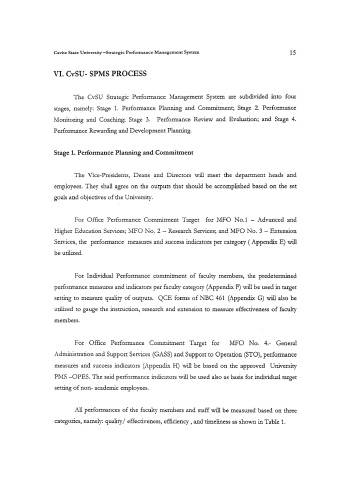 Cavite State University –Strategic Performance Management System 15
VI. CvSU- SPMS PROCESS
The CvSU Strategic Performance Management System are subdivided into four
stages, namely: Stage 1. Performance Planning and Commitment; Stage 2. Performance
Monitoring and Coaching; Stage 3. Performance Review and Evaluation; and Stage 4.
Performance Rewarding and Development Planning.
Stage 1. Performance Planning and Commitment
The Vice-Presidents, Deans and Directors will meet the department heads and
employees. They shall agree on the outputs that should be accomplished based on the set
goals and objectives of the University.
For Office Performance Commitment Target for MFO No.1 – Advanced and
Higher Education Services; MFO No. 2 – Research Services; and MFO No. 3 – Extension
Services, the performance measures and success indicators per category ( Appendix E) will
be utilized.
For Individual Performance commitment of faculty members, the predetermined
performance measures and indicators per faculty category (Appendix F) will be used in target
setting to measure quality of outputs. QCE forms of NBC 461 (Appendix G) will also be
utilized to gauge the instruction, research and extension to measure effectiveness of faculty
members.
For Office Performance Commitment Target for MFO No. 4.- General
Administration and Support Services (GASS) and Support to Operation (STO), performance
measures and success indicators (Appendix H) will be based on the approved University
PMS –OPES. The said performance indicators will be used also as basis for individual target
setting of non- academic employees.
All performances of the faculty members and staff will be measured based on three
categories, namely: quality/ effectiveness, efficiency , and timeliness as shown in Table 1.